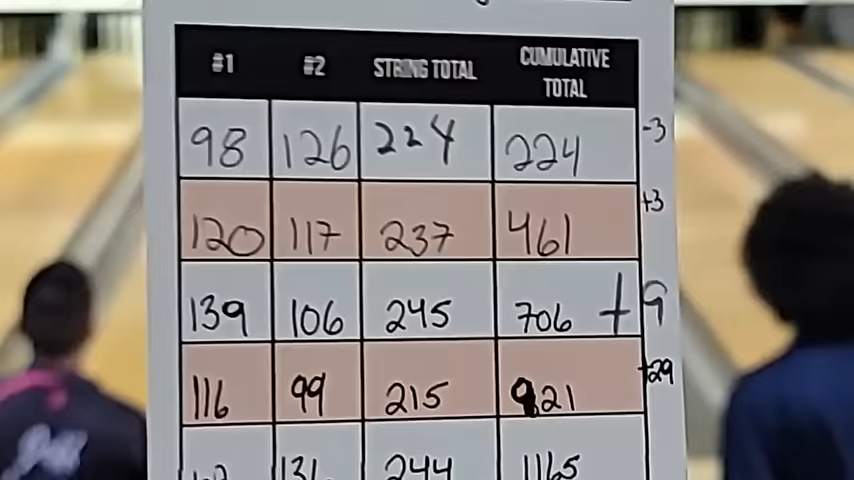 #1 #2 STRING TOTAL CUMULATIVE TOTAL
98 126 224 224 -3
120 117 237 461 +3
139 106 245 706 +9
116 99 215 921 +29
244 1165